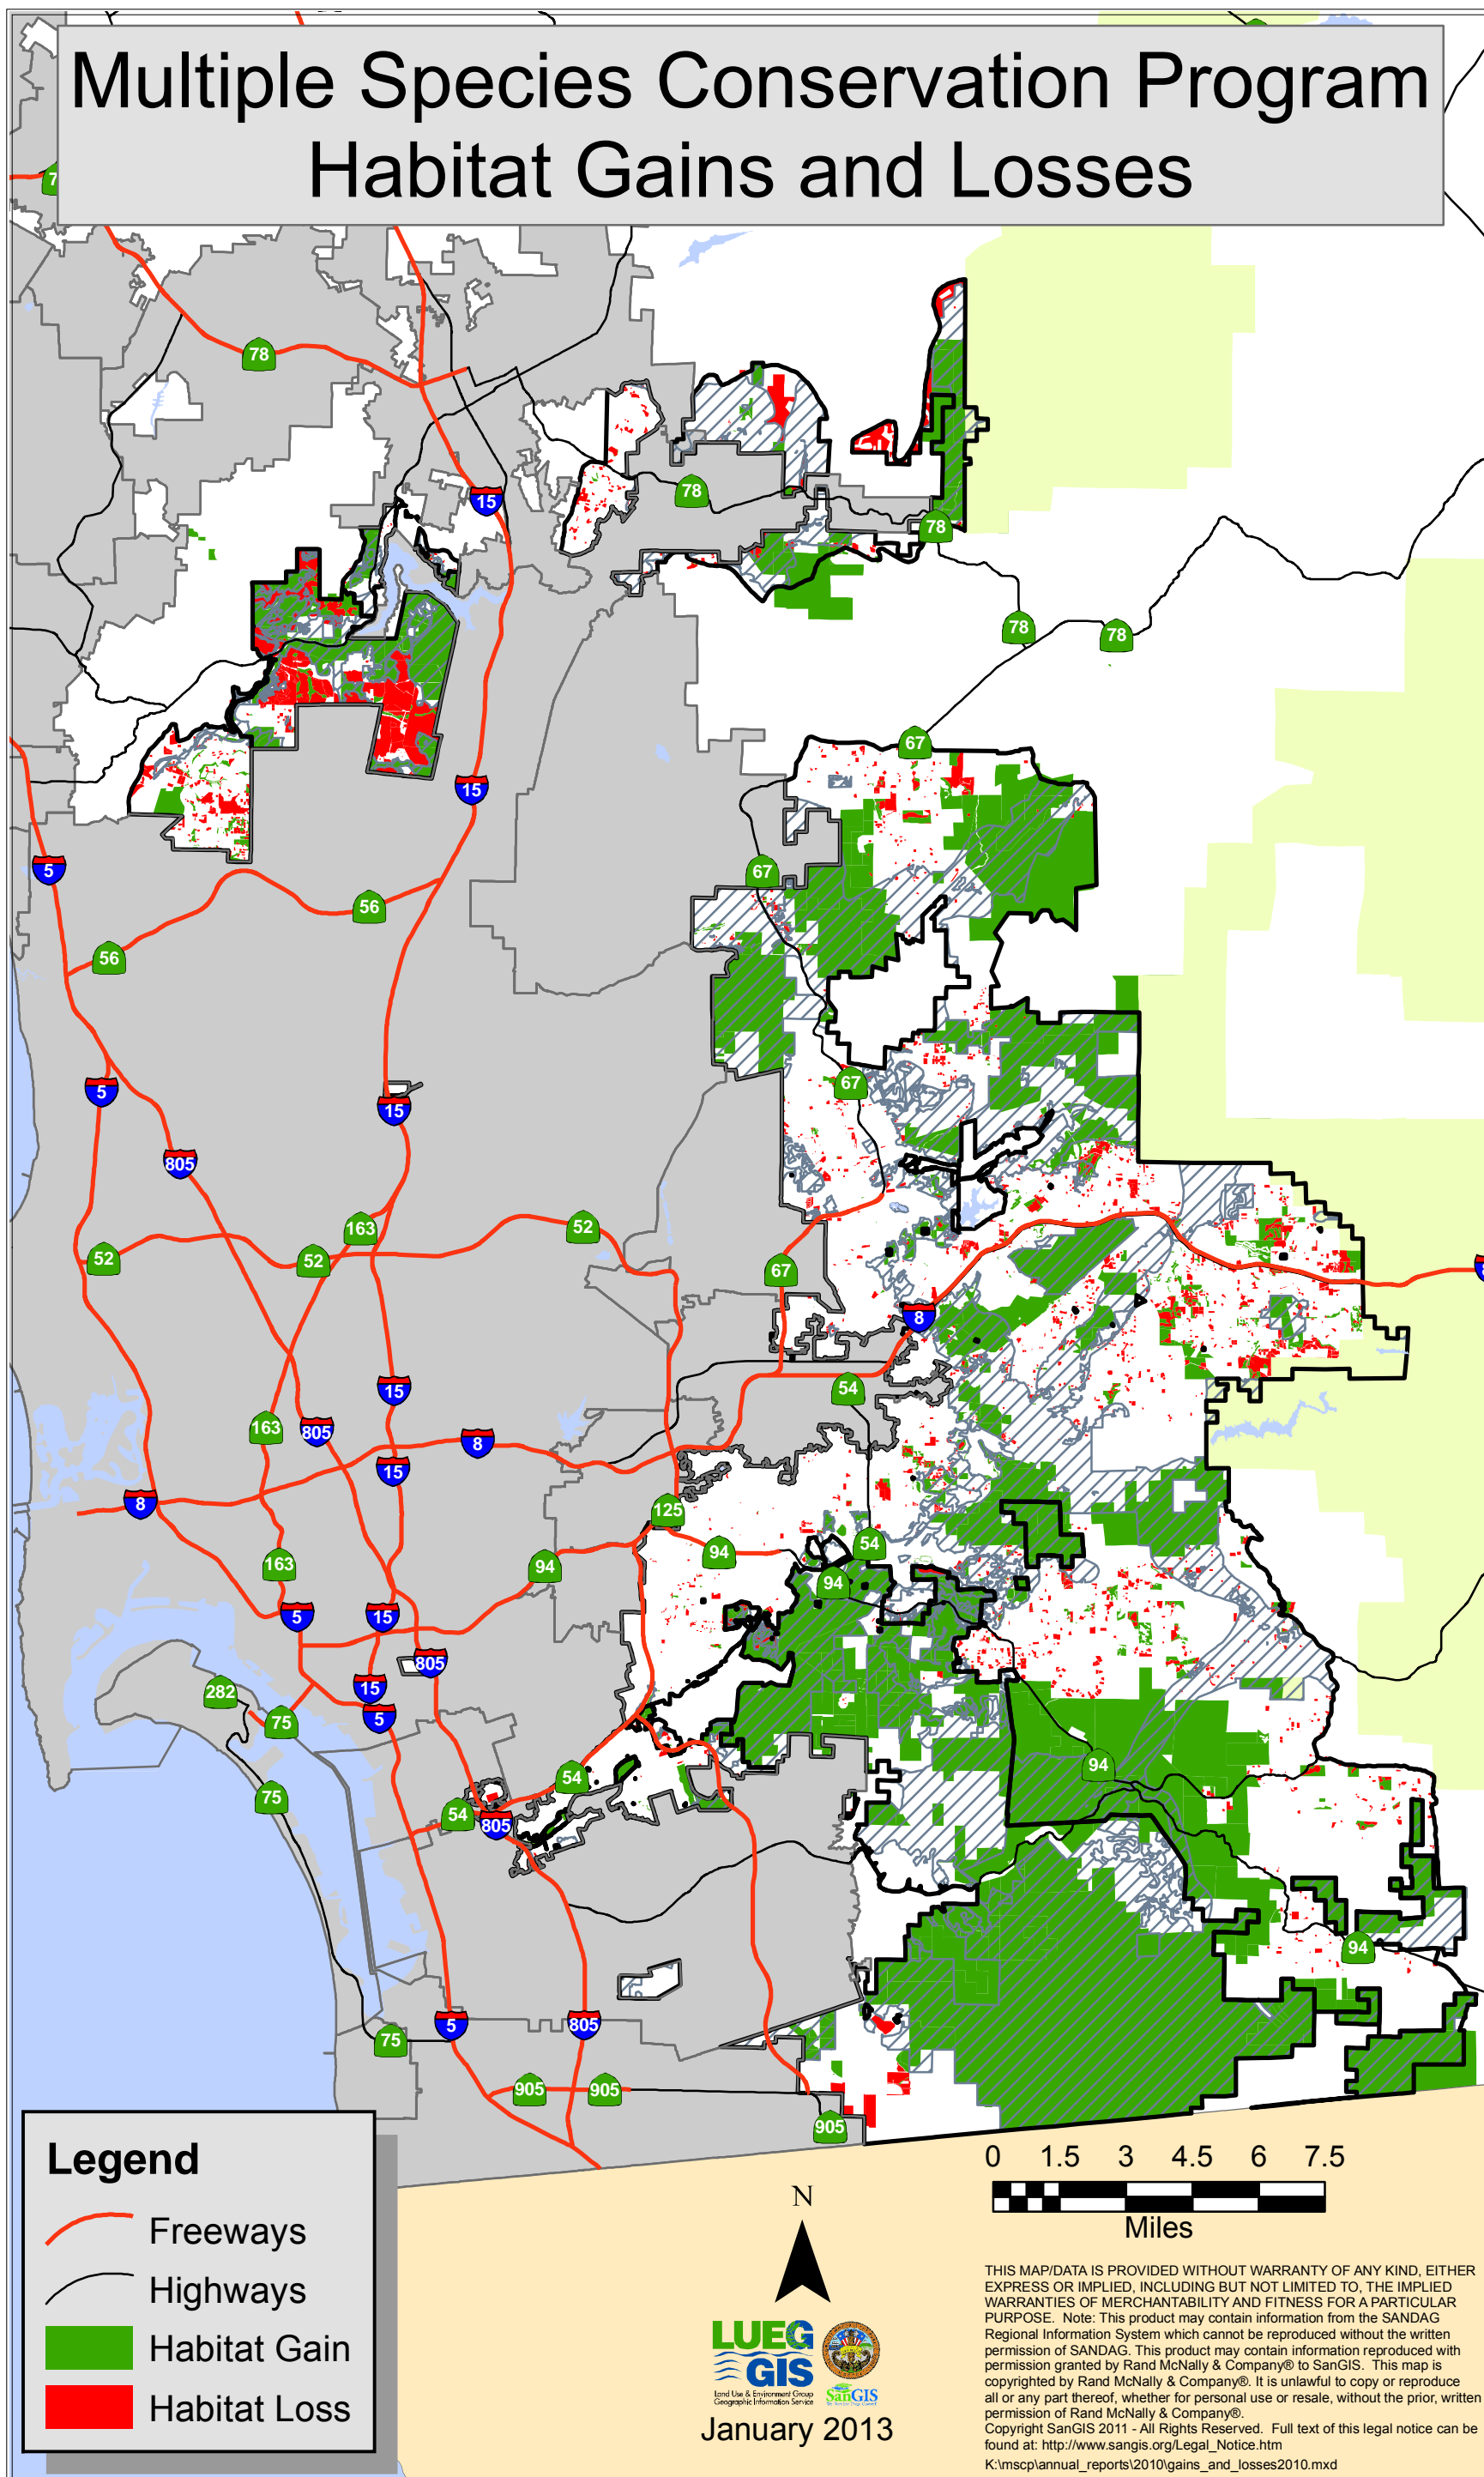 Multiple Species Conservation Program
Habitat Gains and Losses
78
78
15
78
78
78
67
15
5
67
56
56
67
5
15
805
163
52
52
52
67
8
54
15
163
805
8
15
8
125
54
94
94
94
163
5
15
805
15
282
75
5
94
54
75
54
805
94
5
805
75
905
905
905
Legend
Freeways
Highways
Habitat Gain
Habitat Loss
0 1.5 3 4.5 6 7.5
Miles
N
LUEG
GIS
Land Use & Environment Group
Geographic Information Service
SanGIS
January 2013
THIS MAP/DATA IS PROVIDED WITHOUT WARRANTY OF ANY KIND, EITHER
EXPRESS OR IMPLIED, INCLUDING BUT NOT LIMITED TO, THE IMPLIED
WARRANTIES OF MERCHANTABILITY AND FITNESS FOR A PARTICULAR
PURPOSE. Note: This product may contain information from the SANDAG
Regional Information System which cannot be reproduced without the written
permission of SANDAG. This product may contain information reproduced with
permission granted by Rand McNally & Company® to SanGIS. This map is
copyrighted by Rand McNally & Company®. It is unlawful to copy or reproduce
all or any part thereof, whether for personal use or resale, without the prior, written
permission of Rand McNally & Company®.
Copyright SanGIS 2011 - All Rights Reserved. Full text of this legal notice can be
found at: http://www.sangis.org/Legal_Notice.htm
K:\mscp\annual_reports\2010\gains_and_losses2010.mxd